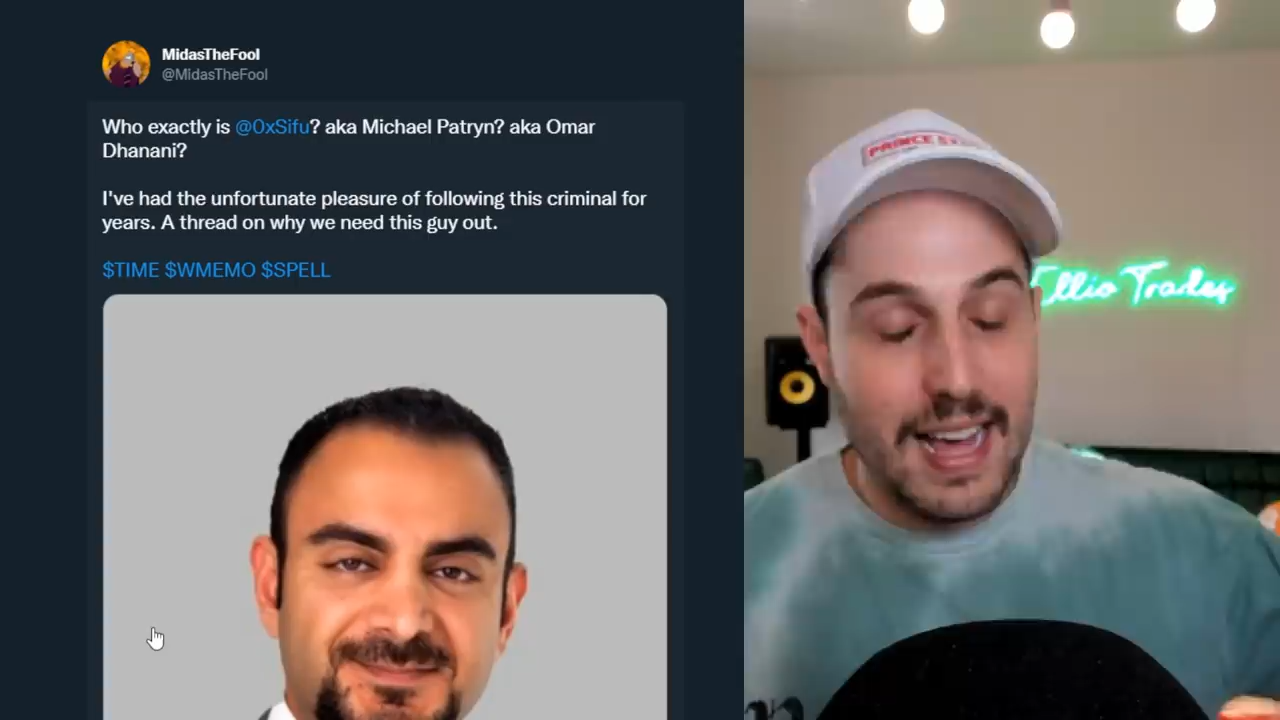 MidasTheFool
@MidasTheFool
Who exactly is @0xSifu? aka Michael Patryn? aka Omar
Dhanani?
I've had the unfortunate pleasure of following this criminal for
years. A thread on why we need this guy out.
$TIME $WMEMO $SPELL
PRINCE
Ellio Trades